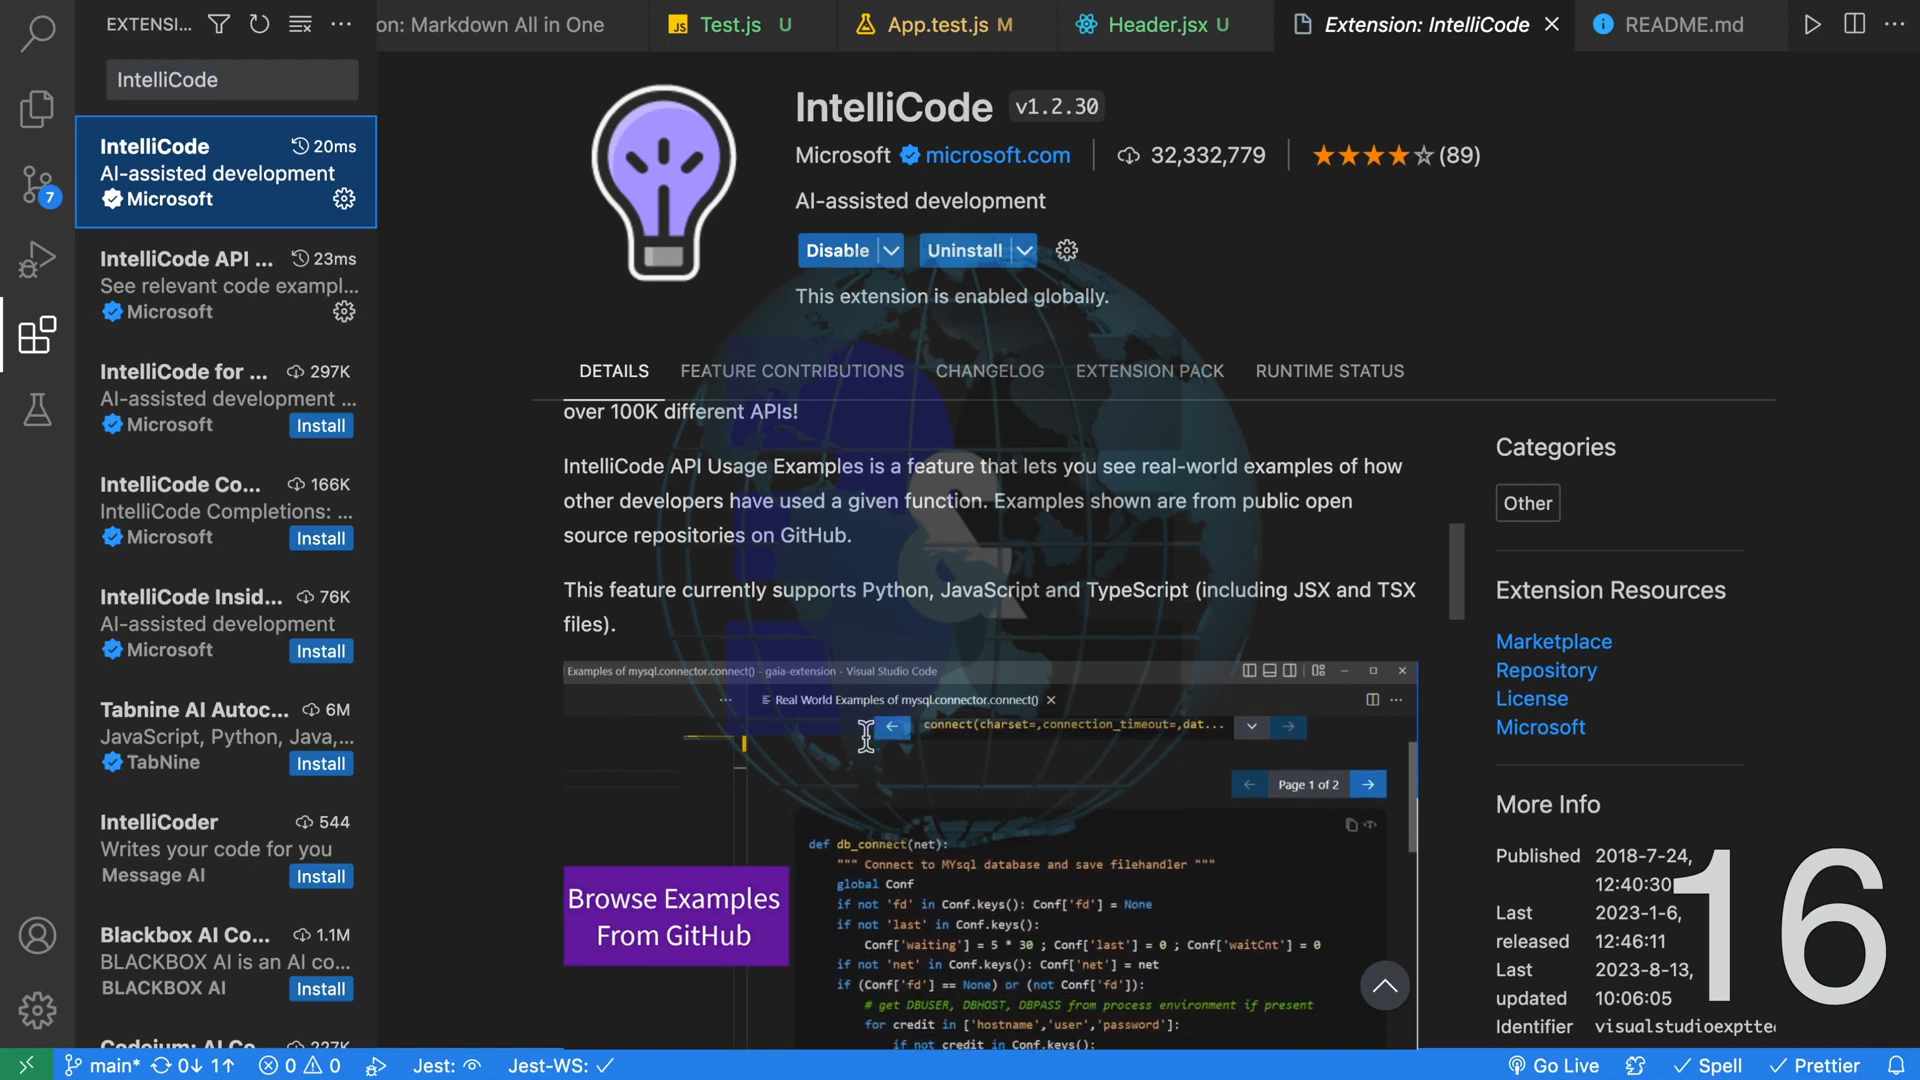 EXTENSI...
IntelliCode
IntelliCode 20ms
AI-assisted development
Microsoft
IntelliCode API ... 23ms
See relevant code exampl...
Microsoft
IntelliCode for ... 297K
AI-assisted development ...
Microsoft Install
IntelliCode Co... 166K
IntelliCode Completions: ...
Microsoft Install
IntelliCode Insid... 76K
AI-assisted development
Microsoft Install
Tabnine AI Autoc... 6M
JavaScript, Python, Java,...
TabNine Install
IntelliCoder 544
Writes your code for you
Message AI Install
Blackbox AI Co... 1.1M
BLACKBOX AI is an AI co...
BLACKBOX AI Install
Codeium: AI Co... 227K
7
on: Markdown All in One JS Test.js U App.test.js M Header.jsx U Extension: IntelliCode README.md
IntelliCode v1.2.30
Microsoft microsoft.com 32,332,779 (89)
AI-assisted development
Disable Uninstall
This extension is enabled globally.
DETAILS FEATURE CONTRIBUTIONS CHANGELOG EXTENSION PACK RUNTIME STATUS
over 100K different APIs!
IntelliCode API Usage Examples is a feature that lets you see real-world examples of how
other developers have used a given function. Examples shown are from public open
source repositories on GitHub.
This feature currently supports Python, JavaScript and TypeScript (including JSX and TSX
files).
Examples of mysql.connector.connect() - gaia-extension - Visual Studio Code
Real World Examples of mysql.connector.connect()
connect(charset=,connection_timeout=,dat...
Page 1 of 2
Browse Examples
From GitHub
def db_connect(net):
""" Connect to MYsql database and save filehandler """
global Conf
if not 'fd' in Conf.keys(): Conf['fd'] = None
if not 'last' in Conf.keys():
Conf['waiting'] = 5 * 30 ; Conf['last'] = 0 ; Conf['waitCnt'] = 0
if not 'net' in Conf.keys(): Conf['net'] = net
if (Conf['fd'] == None) or (not Conf['fd']):
# get DBUSER, DBHOST, DBPASS from process environment if present
for credit in ['hostname','user','password']:
if not credit in Conf.keys():
Categories
Other
Extension Resources
Marketplace
Repository
License
Microsoft
More Info
Published 2018-7-24,
12:40:30
Last 2023-1-6,
released 12:46:11
Last 2023-8-13,
updated 10:06:05
Identifier visualstudioexptte
16
&
main* 0↓ 1↑ 0 0 Jest: Jest-WS: Go Live Spell Prettier